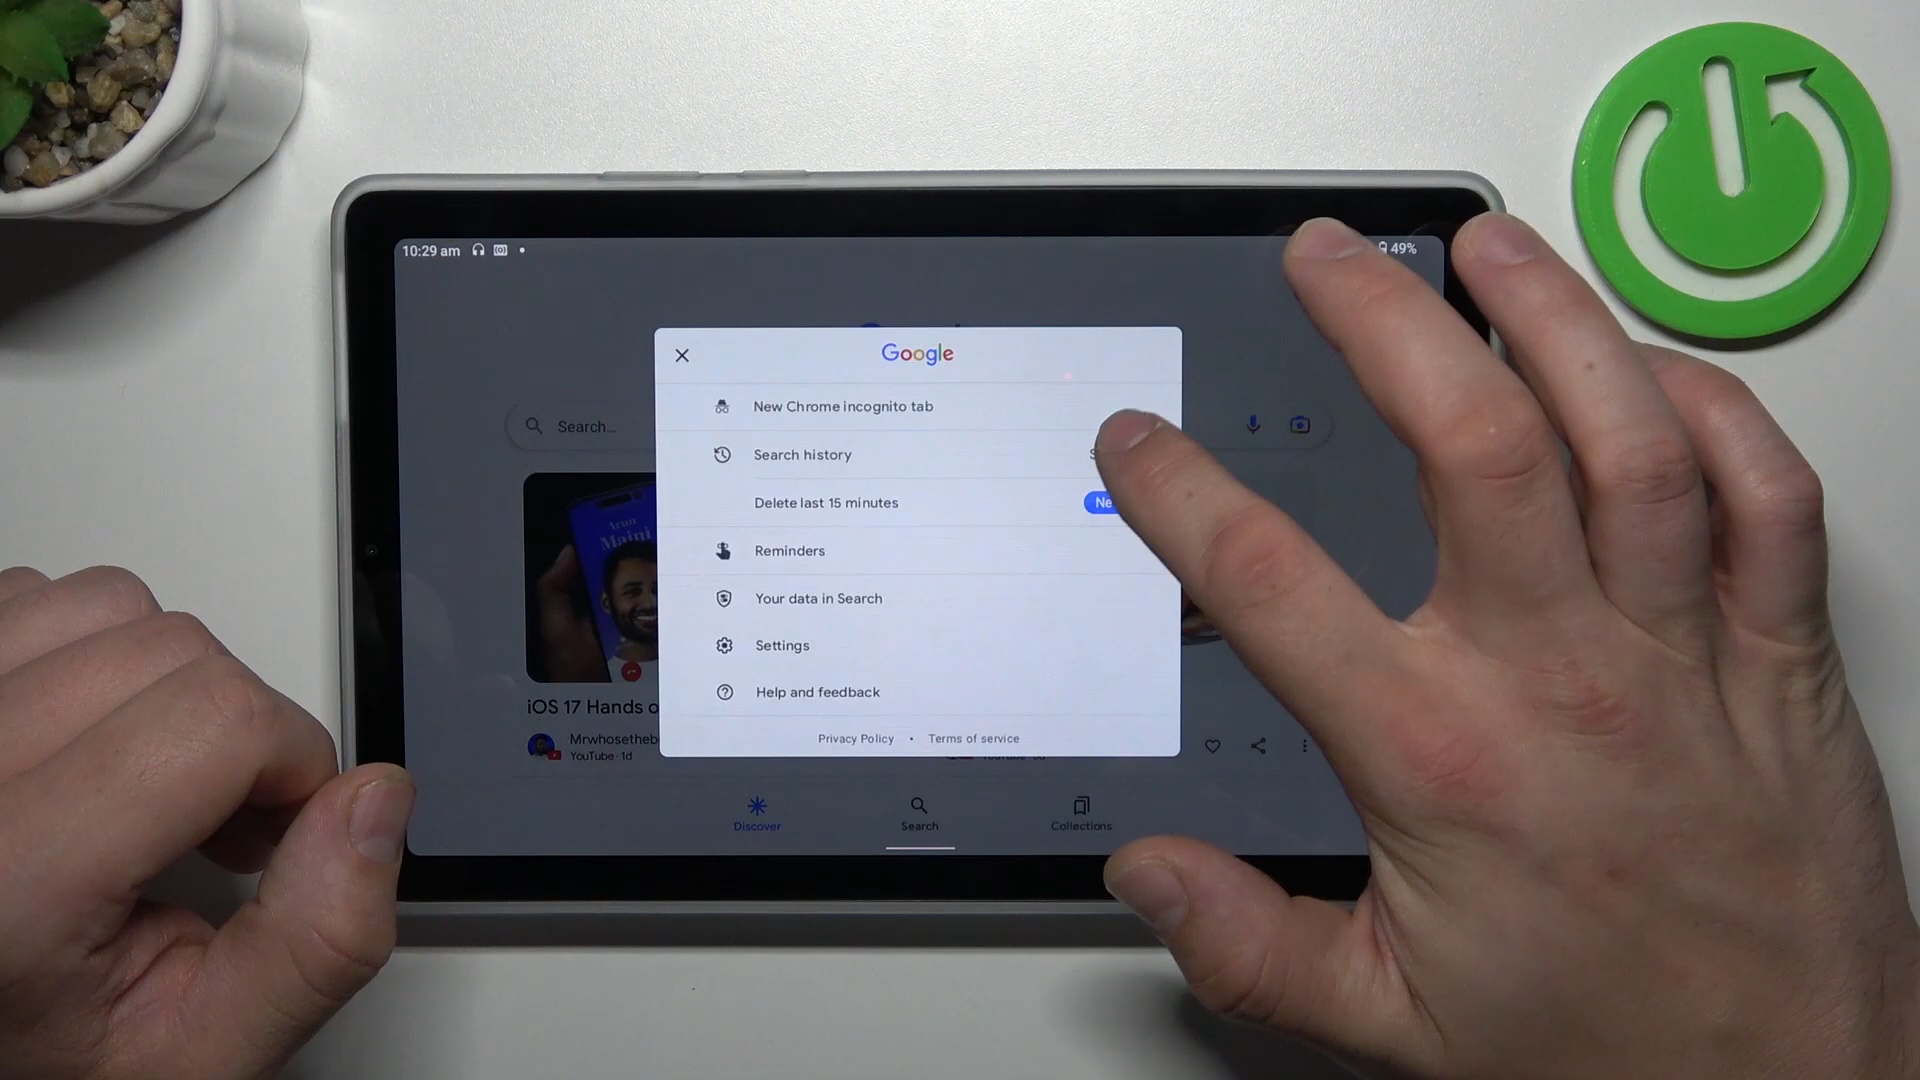 10:29 am
49%
Google
New Chrome incognito tab
Search...
Search history
Delete last 15 minutes
Reminders
Arun
Maini
Your data in Search
Settings
Help and feedback
iOS 17 Hands o
Mrwhosetheb
YouTube · 1d
Privacy Policy • Terms of service
Discover
Search
Collections